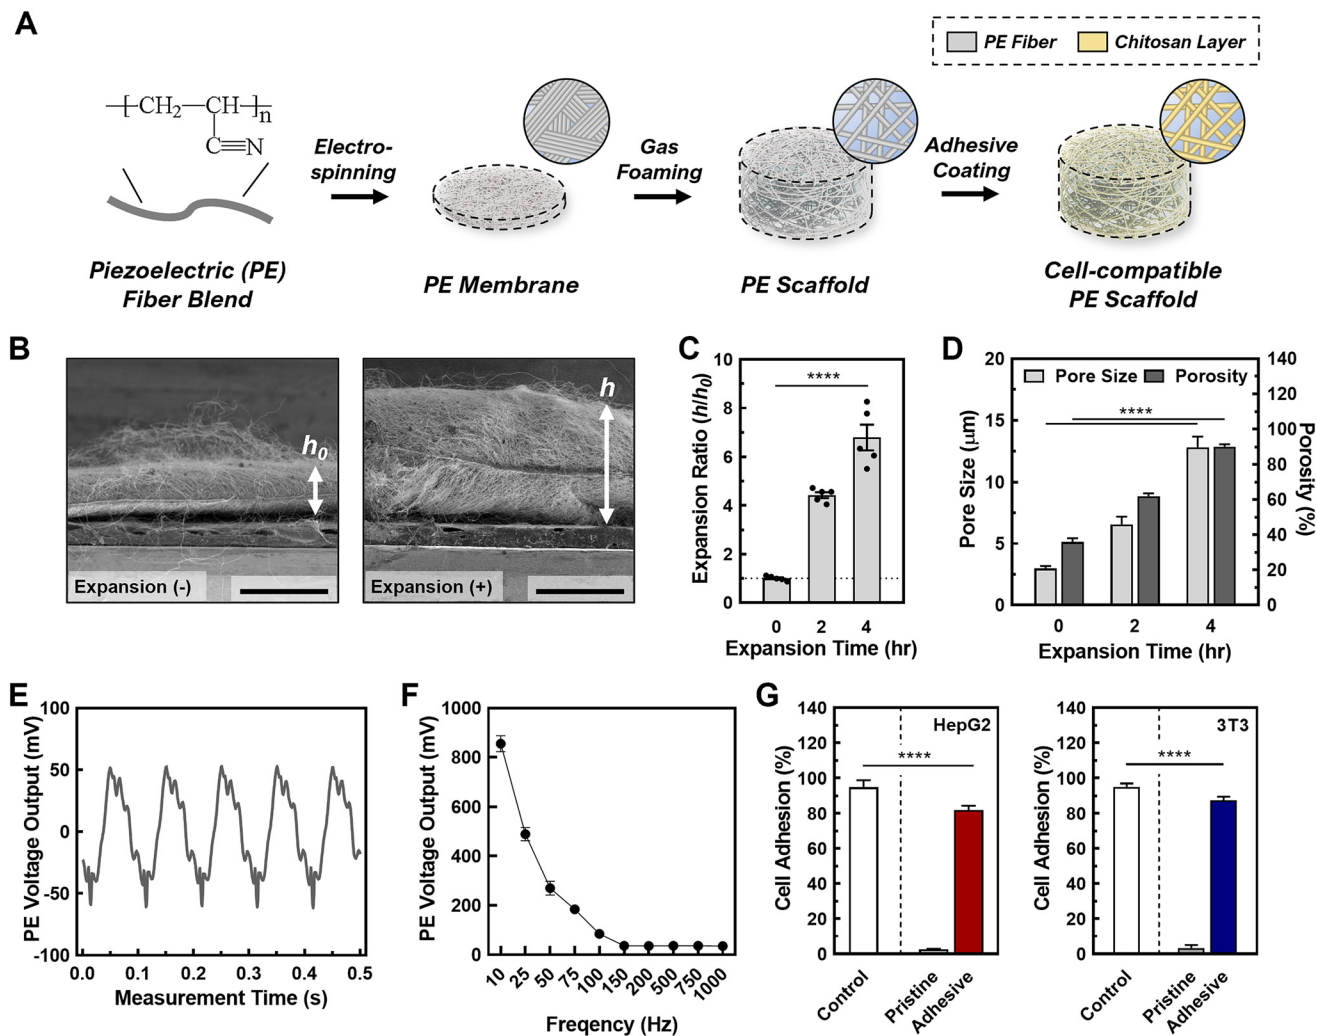 A
PE Fiber
Chitosan Layer
[CH2—CH]n
C≡N
Electro-
spinning
Gas
Foaming
Adhesive
Coating
Piezoelectric (PE)
Fiber Blend
PE Membrane
PE Scaffold
Cell-compatible
PE Scaffold
B
h0
Expansion (-)
h
Expansion (+)
C
Expansion Ratio (h/h0)
10
8
6
4
2
1
0
****
0 2 4
Expansion Time (hr)
D
Pore Size (μm)
20
15
10
5
0
Pore Size
Porosity
****
140
120
100
80
60
40
20
0
Porosity (%)
0 2 4
Expansion Time (hr)
E
PE Voltage Output (mV)
100
50
0
-50
-100
0.0 0.1 0.2 0.3 0.4 0.5
Measurement Time (s)
F
PE Voltage Output (mV)
1000
800
600
400
200
0
10 25 50 75 100 150 200 500 750 1000
Freqency (Hz)
G
Cell Adhesion (%)
140
120
100
80
60
40
20
0
HepG2
****
Control
Pristine
Adhesive
Cell Adhesion (%)
140
120
100
80
60
40
20
0
3T3
****
Control
Pristine
Adhesive